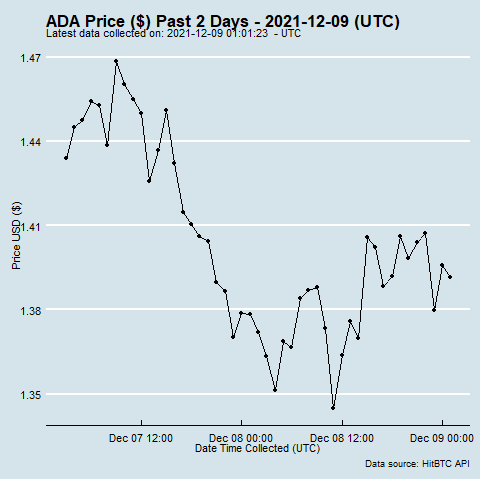 ADA Price ($) Past 2 Days - 2021-12-09 (UTC)
Latest data collected on: 2021-12-09 01:01:23  - UTC
1.47
1.44
1.41
1.38
1.35
Price USD ($)
Dec 07 12:00
Dec 08 00:00
Dec 08 12:00
Dec 09 00:00
Date Time Collected (UTC)
Data source: HitBTC API